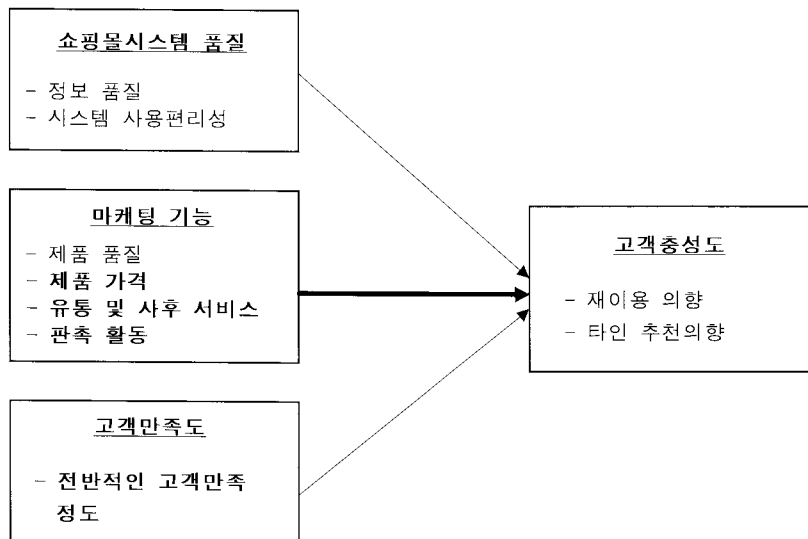 쇼핑몰시스템 품질
- 정보 품질
- 시스템 사용편리성
마케팅 기능
- 제품 품질
- 제품 가격
- 유통 및 사후 서비스
- 판촉 활동
고객충성도
- 재이용 의향
- 타인 추천의향
고객만족도
- 전반적인 고객만족
정도